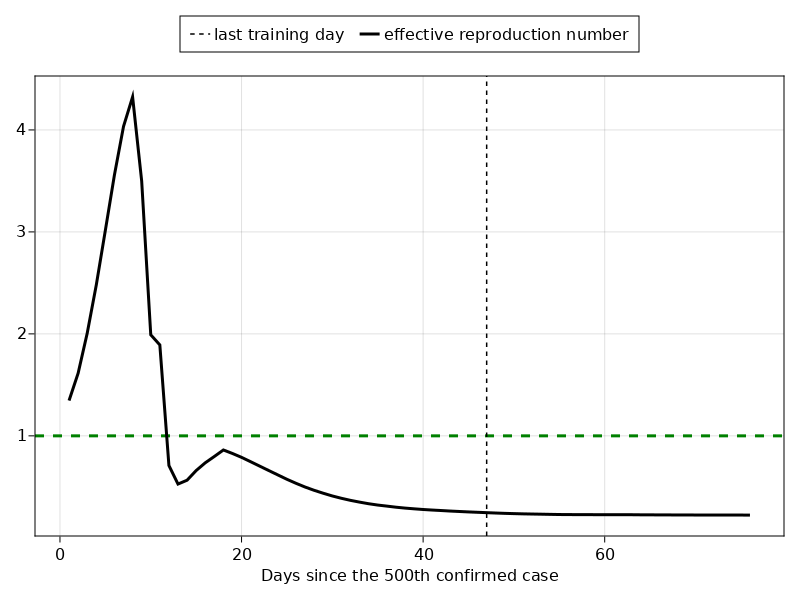 last training day effective reproduction number
4
3
2
1
0 20 40 60
Days since the 500th confirmed case